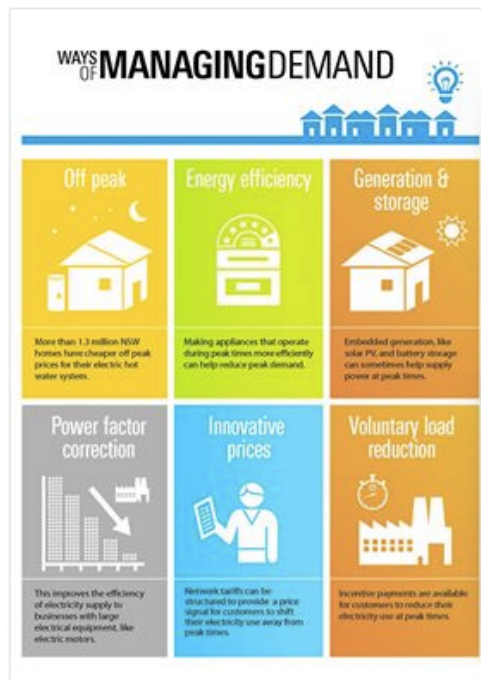 WAYS OF MANAGING DEMAND
Off peak
More than 1.3 million NSW
homes have cheaper off peak
prices for their electric hot
water system.
Energy efficiency
Making appliances that operate
during peak times more efficiently
can help reduce peak demand.
Generation &
storage
Embedded generation, like
solar PV, and battery storage
can sometimes help supply
power at peak times.
Power factor
correction
This improves the efficiency
of electricity supply to
businesses with large
electrical equipment, like
electric motors.
Innovative
prices
Network tariffs can be
structured to provide a price
signal for customers to shift
their electricity use away from
peak times.
Voluntary load
reduction
Incentive payments are available
for customers to reduce their
electricity use at peak times.